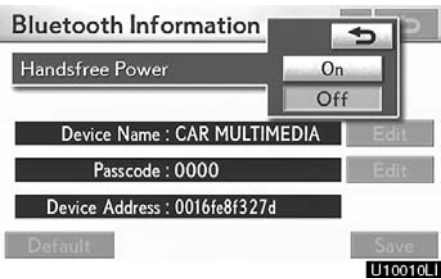 Bluetooth Information
Handsfree Power
On
Off
Device Name : CAR MULTIMEDIA
Edit
Passcode : 0000
Edit
Device Address : 0016fe8f327d
Default
Save
U10010LI